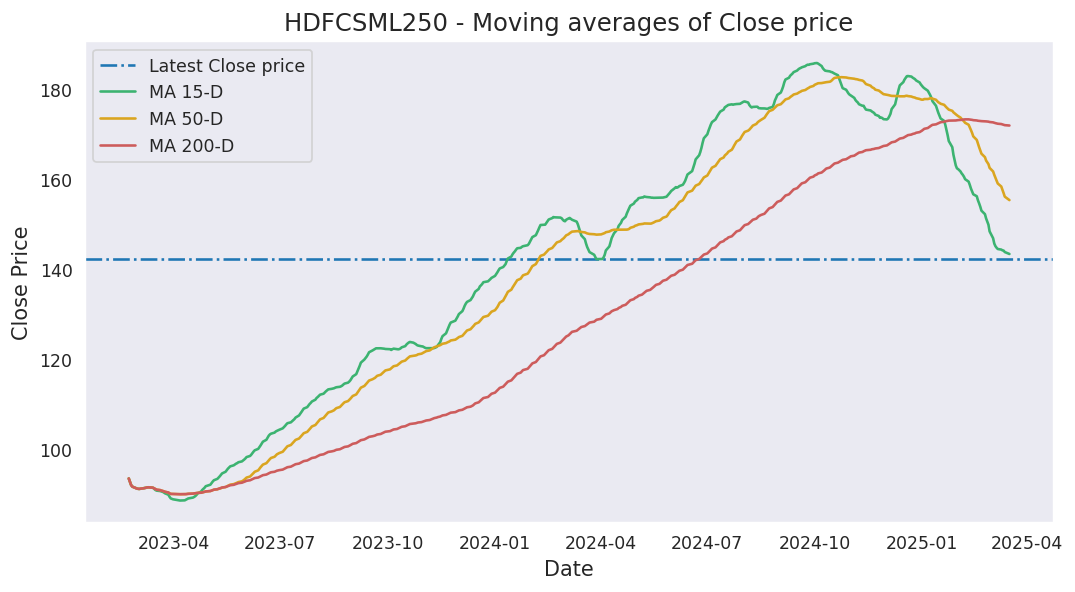 HDFCSML250 - Moving averages of Close price
Latest Close price
MA 15-D
MA 50-D
MA 200-D
Close Price
180
160
140
120
100
2023-04 2023-07 2023-10 2024-01 2024-04 2024-07 2024-10 2025-01 2025-04
Date